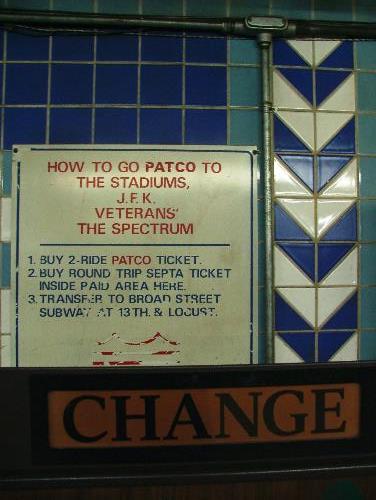 HOW TO GO PATCO TO
THE STADIUMS,
J.F.K.
VETERANS'
THE SPECTRUM
1. BUY 2-RIDE PATCO TICKET.
2. BUY ROUND TRIP SEPTA TICKET
INSIDE PAID AREA HERE.
3. TRANSFER TO BROAD STREET
SUBWAY AT 13TH. & LOCUST.
CHANGE